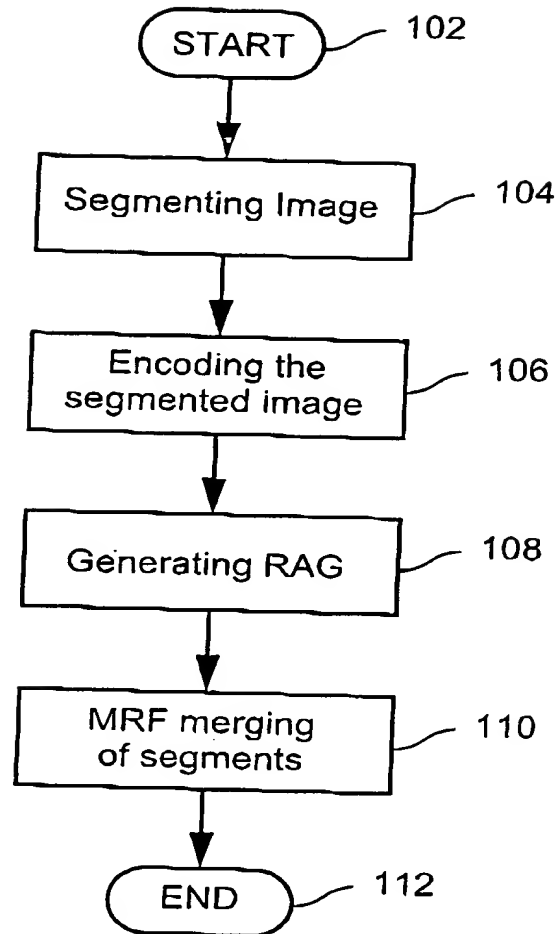 START
102
Segmenting Image
104
Encoding the
segmented image
106
Generating RAG
108
MRF merging
of segments
110
END
112